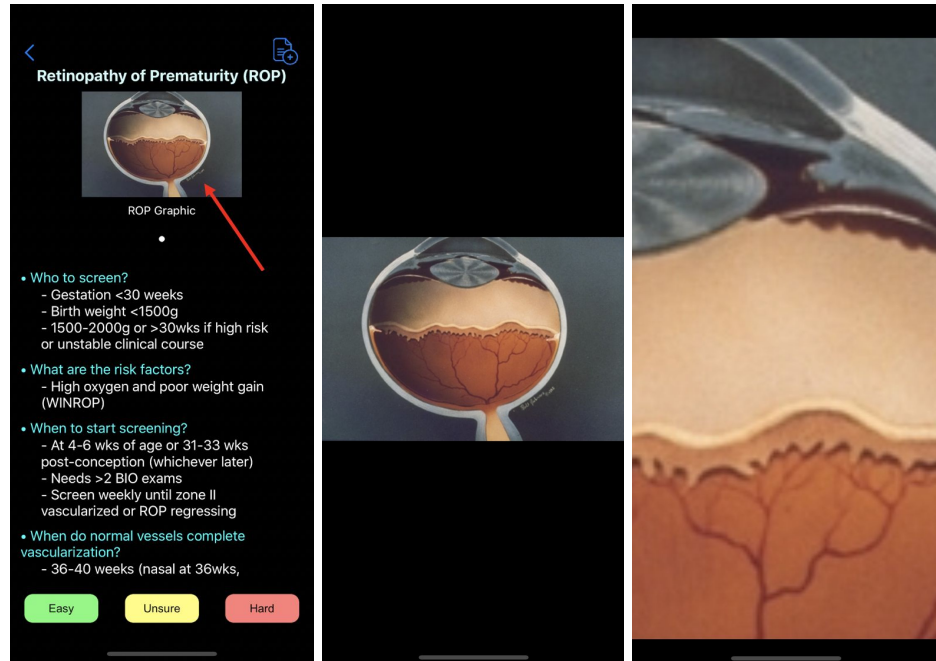 Retinopathy of Prematurity (ROP)
ROP Graphic
• Who to screen?
- Gestation <30 weeks
- Birth weight <1500g
- 1500-2000g or >30wks if high risk
or unstable clinical course
• What are the risk factors?
- High oxygen and poor weight gain
(WINROP)
• When to start screening?
- At 4-6 wks of age or 31-33 wks
post-conception (whichever later)
- Needs >2 BIO exams
- Screen weekly until zone II
vascularized or ROP regressing
• When do normal vessels complete
vascularization?
- 36-40 weeks (nasal at 36wks,
Easy
Unsure
Hard